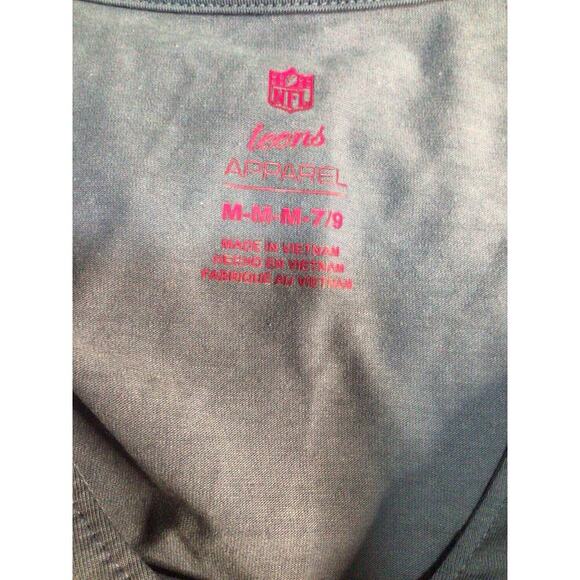 NFL
teens
APPAREL
M-M-M-7/9
MADE IN VIETNAM
HECHO EN VIETNAM
FABRIQUÉ AU VIETNAM